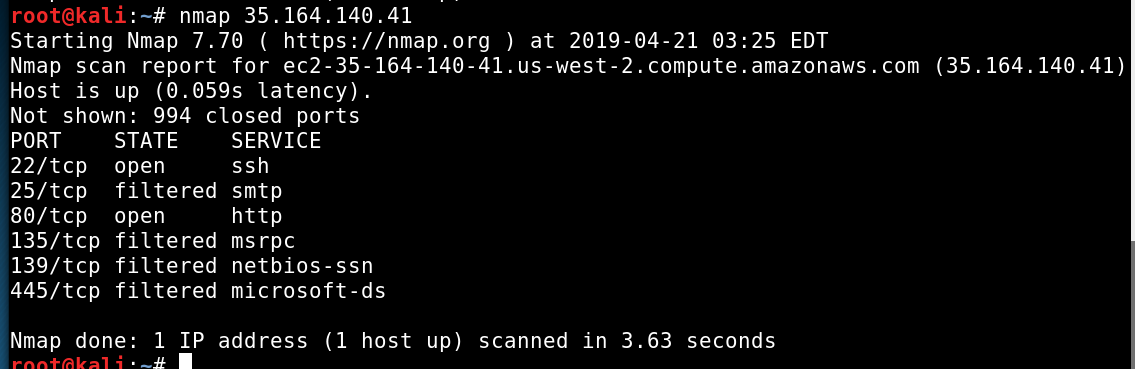 root@kali:~# nmap 35.164.140.41
Starting Nmap 7.70 ( https://nmap.org ) at 2019-04-21 03:25 EDT
Nmap scan report for ec2-35-164-140-41.us-west-2.compute.amazonaws.com (35.164.140.41)
Host is up (0.059s latency).
Not shown: 994 closed ports
PORT    STATE    SERVICE
22/tcp  open     ssh
25/tcp  filtered smtp
80/tcp  open     http
135/tcp filtered msrpc
139/tcp filtered netbios-ssn
445/tcp filtered microsoft-ds

Nmap done: 1 IP address (1 host up) scanned in 3.63 seconds
root@kali:~#